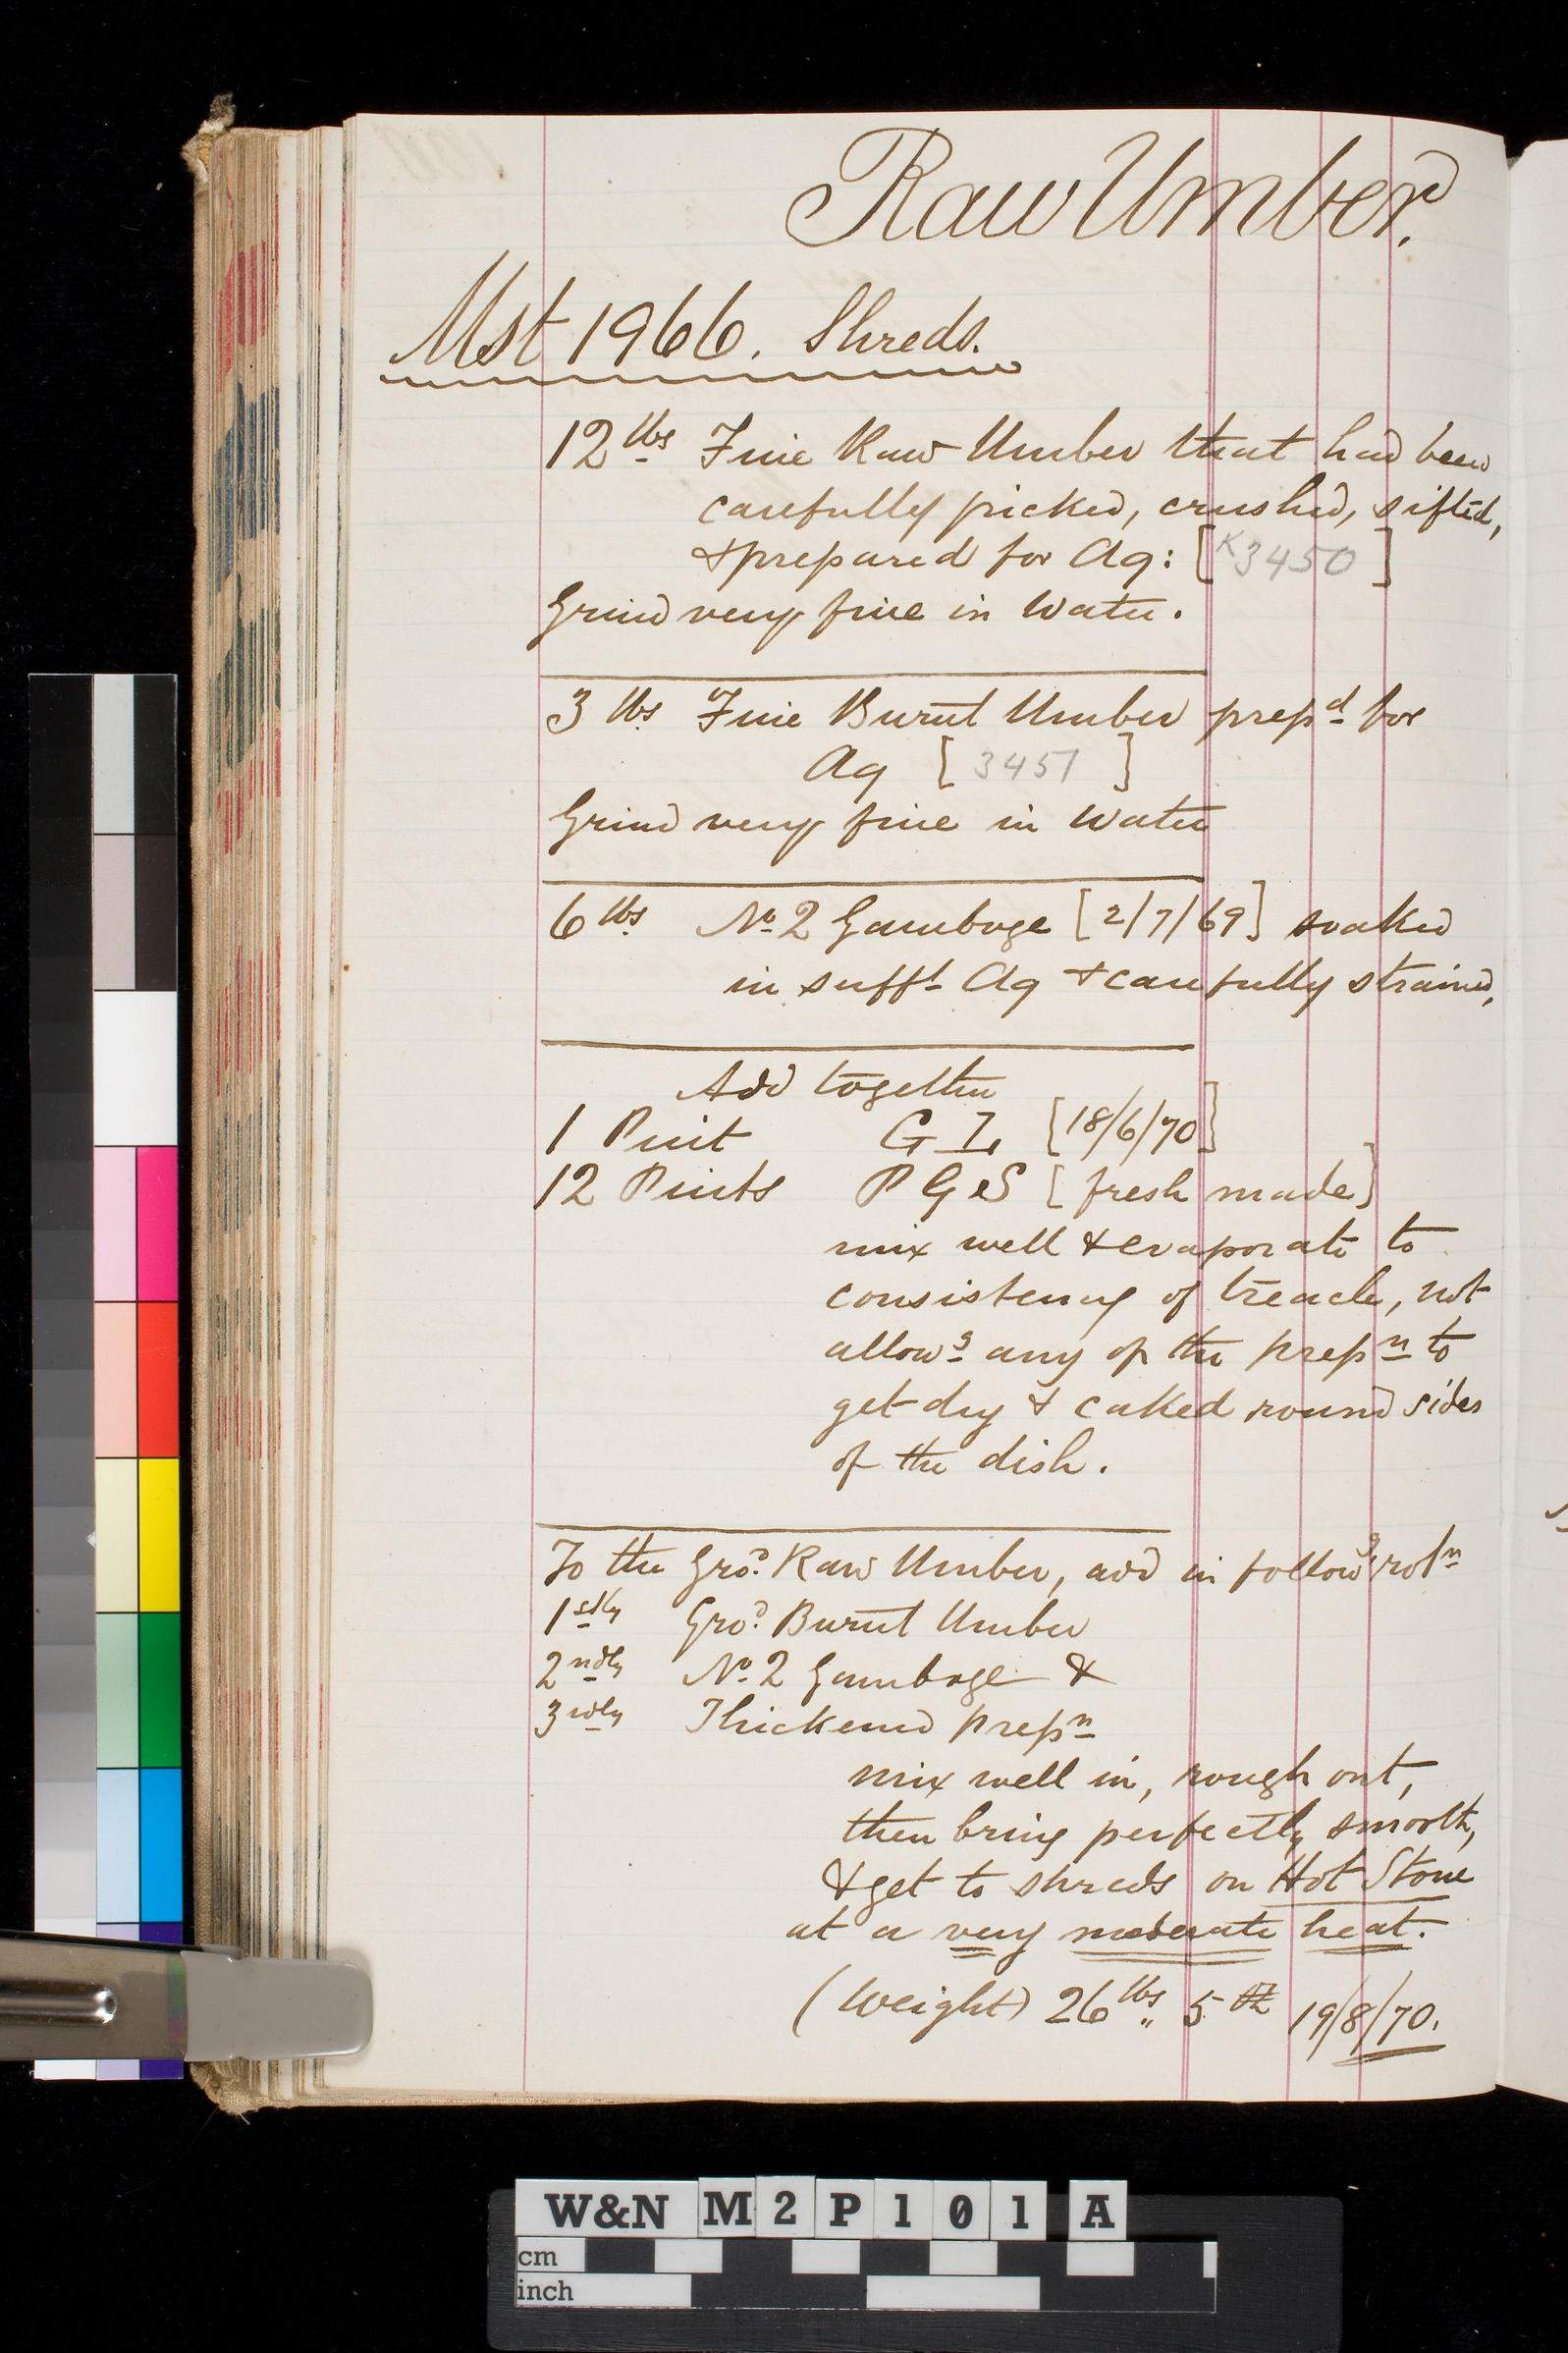 Raw Umber.
Mst 1966. Shreds.
12 lbs Fine Raw Umber that had been
carefully picked, crushed, sifted,
& prepared for Aq: [K3450]
Grind very fine in Water.
3 lbs Fine Burnt Umber prepd for
Aq [3451]
Grind very fine in Water
6 lbs No 2 Gamboge [2/7/69] soaked
in sufft Aq & carefully strained,
Add together
1 Pint G I, [18/6/70]
12 Pints P G S [fresh made]
mix well & evaporate to
consistency of treacle, not
allowg any of the prepn to
get dry & caked round sides
of the dish.
To the Grod. Raw Umber, add in followg rotn
1stly Grod. Burnt Umber
2ndly No. 2 Gamboge &
3rdly Thickened prepn
mix well in, rough out,
then bring perfectly smooth,
& get to shreds on Hot Stone
at a very moderate heat.
(Weight) 26 lbs " 5 19/8/70.
W&N M2P101A
cm
inch